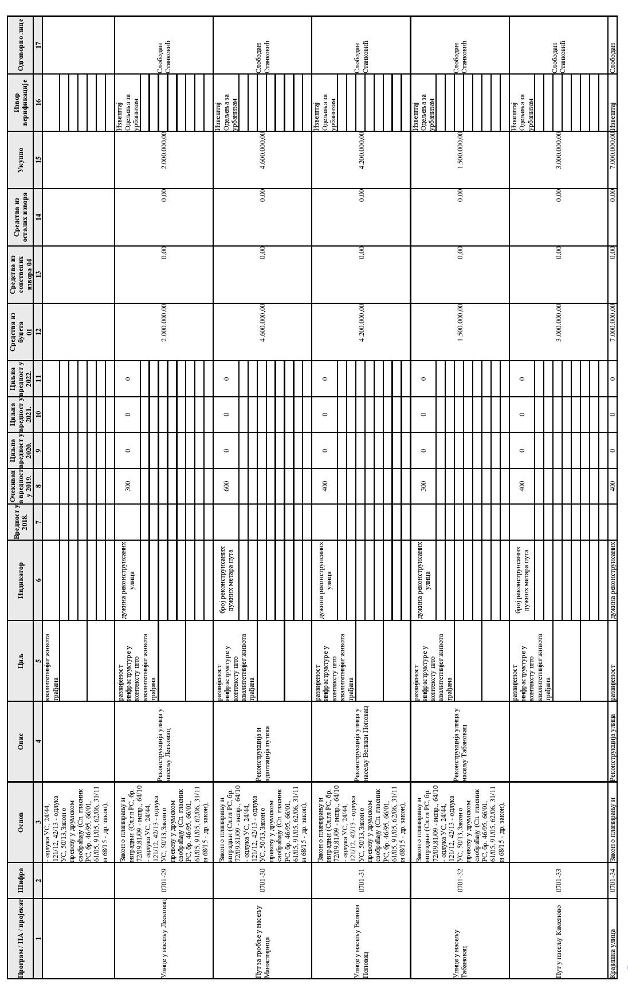 Програм / ПА / пројекат
Шифра
Основ
Опис
Циљ
Индикатор
Вредност у
2018.
Очекиван
а вредност
у 2019.
Циљна
вредност у
2020.
Циљна
вредност у
2021.
Циљна
вредност у
2022.
Средства из
буџета
01
Средства из
сопствених
извора 04
Средства из
осталих извора
Укупно
Извор
верификације
Одговорно лице
1
2
3
4
5
6
7
8
9
10
11
12
13
14
15
16
17
- одлука УС, 24/44,
121/12, 42/13 - одлука
УС, 50/13, Закон о
превозу у друмском
саобраћају (Сл. гласник
РС, бр. 46/95, 66/01,
61/05, 91/05, 62/06, 31/11
и 68/15 - др. закон),
квалитетнијег живота
грађана
Улице у насељу Лесковац
0701-29
Закон о планирању и
изградњи (Сл.гл РС, бр.
72/09,81/09 - испр., 64/10
- одлука УС, 24/44,
121/12, 42/13 - одлука
УС, 50/13, Закон о
превозу у друмском
саобраћају (Сл. гласник
РС, бр. 46/95, 66/01,
61/05, 91/05, 62/06, 31/11
и 68/15 - др. закон),
Реконструкција улица у
насељу Лесковац
развијеност
инфраструктуре у
контексту што
квалитетнијег живота
грађана
дужина реконструисаних
улица
300
0
0
0
2.000.000,00
0,00
0,00
2.000.000,00
Извештај
Одељења за
урбанизам
Слободан
Станковић
Пут за гробље у насељу
Манастирица
0701-30
Закон о планирању и
изградњи (Сл.гл РС, бр.
72/09,81/09 - испр., 64/10
- одлука УС, 24/44,
121/12, 42/13 - одлука
УС, 50/13, Закон о
превозу у друмском
саобраћају (Сл. гласник
РС, бр. 46/95, 66/01,
61/05, 91/05, 62/06, 31/11
и 68/15 - др. закон),
Реконструкција и
адаптација путева
развијеност
инфраструктуре у
контексту што
квалитетнијег живота
грађана
број реконструисаних
дужних метара пута
600
0
0
0
4.600.000,00
0,00
0,00
4.600.000,00
Извештај
Одељења за
урбанизам
Слободан
Станковић
Улице у насељу Велики
Поповац
0701-31
Закон о планирању и
изградњи (Сл.гл РС, бр.
72/09,81/09 - испр., 64/10
- одлука УС, 24/44,
121/12, 42/13 - одлука
УС, 50/13, Закон о
превозу у друмском
саобраћају (Сл. гласник
РС, бр. 46/95, 66/01,
61/05, 91/05, 62/06, 31/11
и 68/15 - др. закон),
Реконструкција улица у
насељу Велики Поповац
развијеност
инфраструктуре у
контексту што
квалитетнијег живота
грађана
дужина реконструисаних
улица
400
0
0
0
4.200.000,00
0,00
0,00
4.200.000,00
Извештај
Одељења за
урбанизам
Слободан
Станковић
Улице у насељу
Табановац
0701-32
Закон о планирању и
изградњи (Сл.гл РС, бр.
72/09,81/09 - испр., 64/10
- одлука УС, 24/44,
121/12, 42/13 - одлука
УС, 50/13, Закон о
превозу у друмском
саобраћају (Сл. гласник
РС, бр. 46/95, 66/01,
61/05, 91/05, 62/06, 31/11
и 68/15 - др. закон),
Реконструкција улица у
насељу Табановац
развијеност
инфраструктуре у
контексту што
квалитетнијег живота
грађана
дужина реконструисаних
улица
300
0
0
0
1.500.000,00
0,00
0,00
1.500.000,00
Извештај
Одељења за
урбанизам
Слободан
Станковић
Пут у насељу Каменово
0701-33
развијеност
инфраструктуре у
контексту што
квалитетнијег живота
грађана
број реконструисаних
дужних метара пута
400
0
0
0
3.000.000,00
0,00
0,00
3.000.000,00
Извештај
Одељења за
урбанизам
Слободан
Станковић
Крајишка улица
0701-34
Закон о планирању и
Реконструкција улица
развијеност
дужина реконструисаних
400
0
0
0
7.000.000,00
0,00
0,00
7.000.000,00
Извештај
Слободан